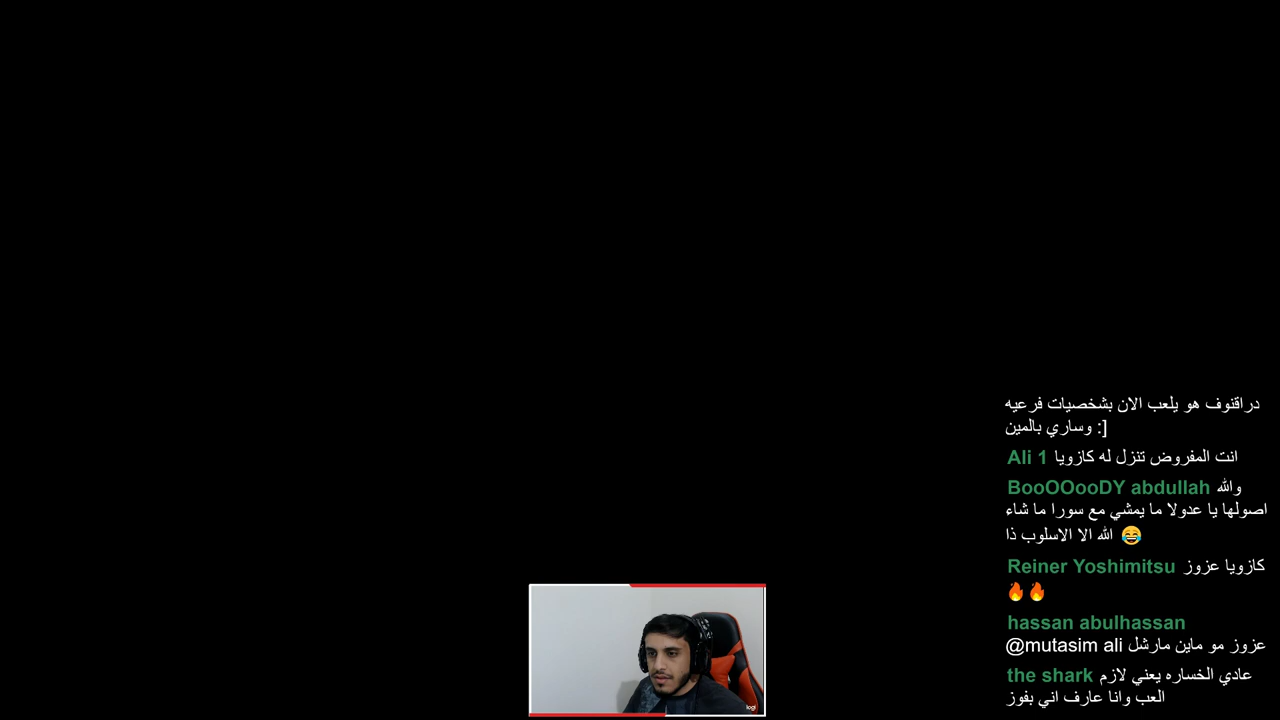 دراقنوف هو يلعب الان بشخصيات فرعيه
وساري بالمين :]
Ali 1 انت المفروض تنزل له كازويا
BooOOooDY abdullah والله
اصولها يا عدولا ما يمشي مع سورا ما شاء
الله الا الاسلوب ذا 😂
Reiner Yoshimitsu كازويا عزوز
🔥🔥
hassan abulhassan
@mutasim ali عزوز مو ماين مارشل
the shark عادي الخساره يعني لازم
العب وانا عارف اني بفوز
logi